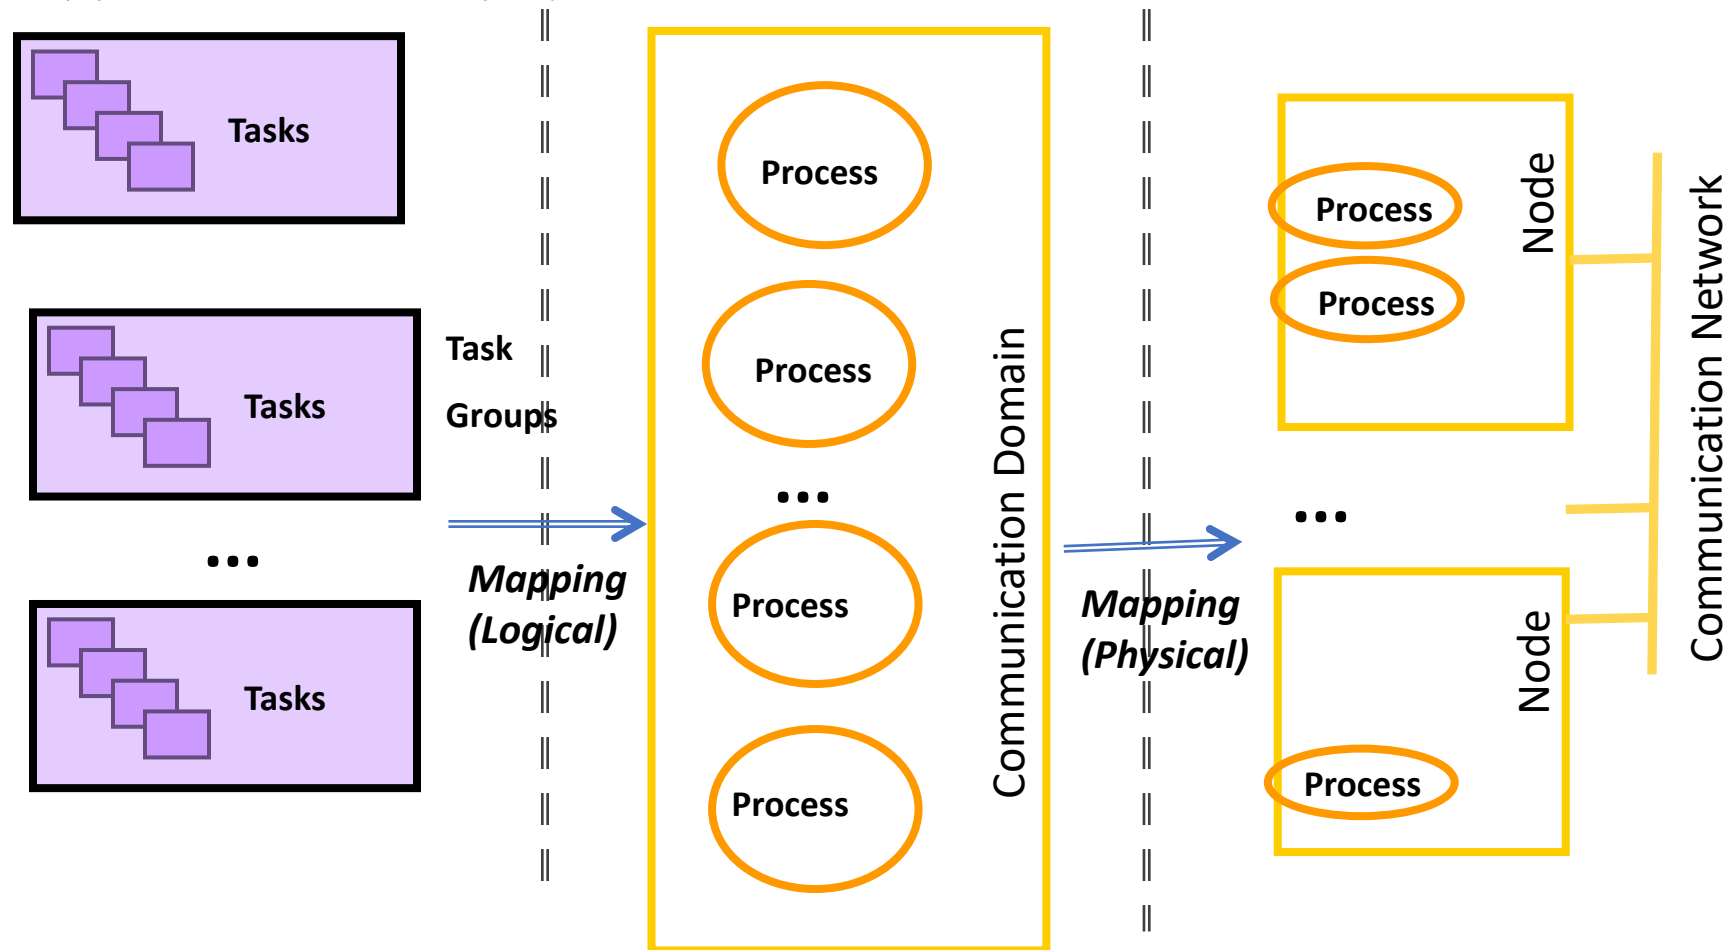 Tasks
Tasks
...
Tasks
Task
Groups
Mapping
(Logical)
Process
Process
...
Process
Process
Communication Domain
Mapping
(Physical)
Process
Process
Node
...
Process
Node
Communication Network